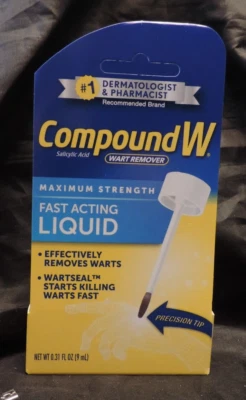 #1 DERMATOLOGIST
& PHARMACIST
Recommended Brand
Compound W®
Salicylic Acid
WART REMOVER
MAXIMUM STRENGTH
FAST ACTING
LIQUID
• EFFECTIVELY
REMOVES WARTS
• WARTSEAL™
STARTS KILLING
WARTS FAST
PRECISION TIP
NET WT 0.31 FL OZ (9 mL)